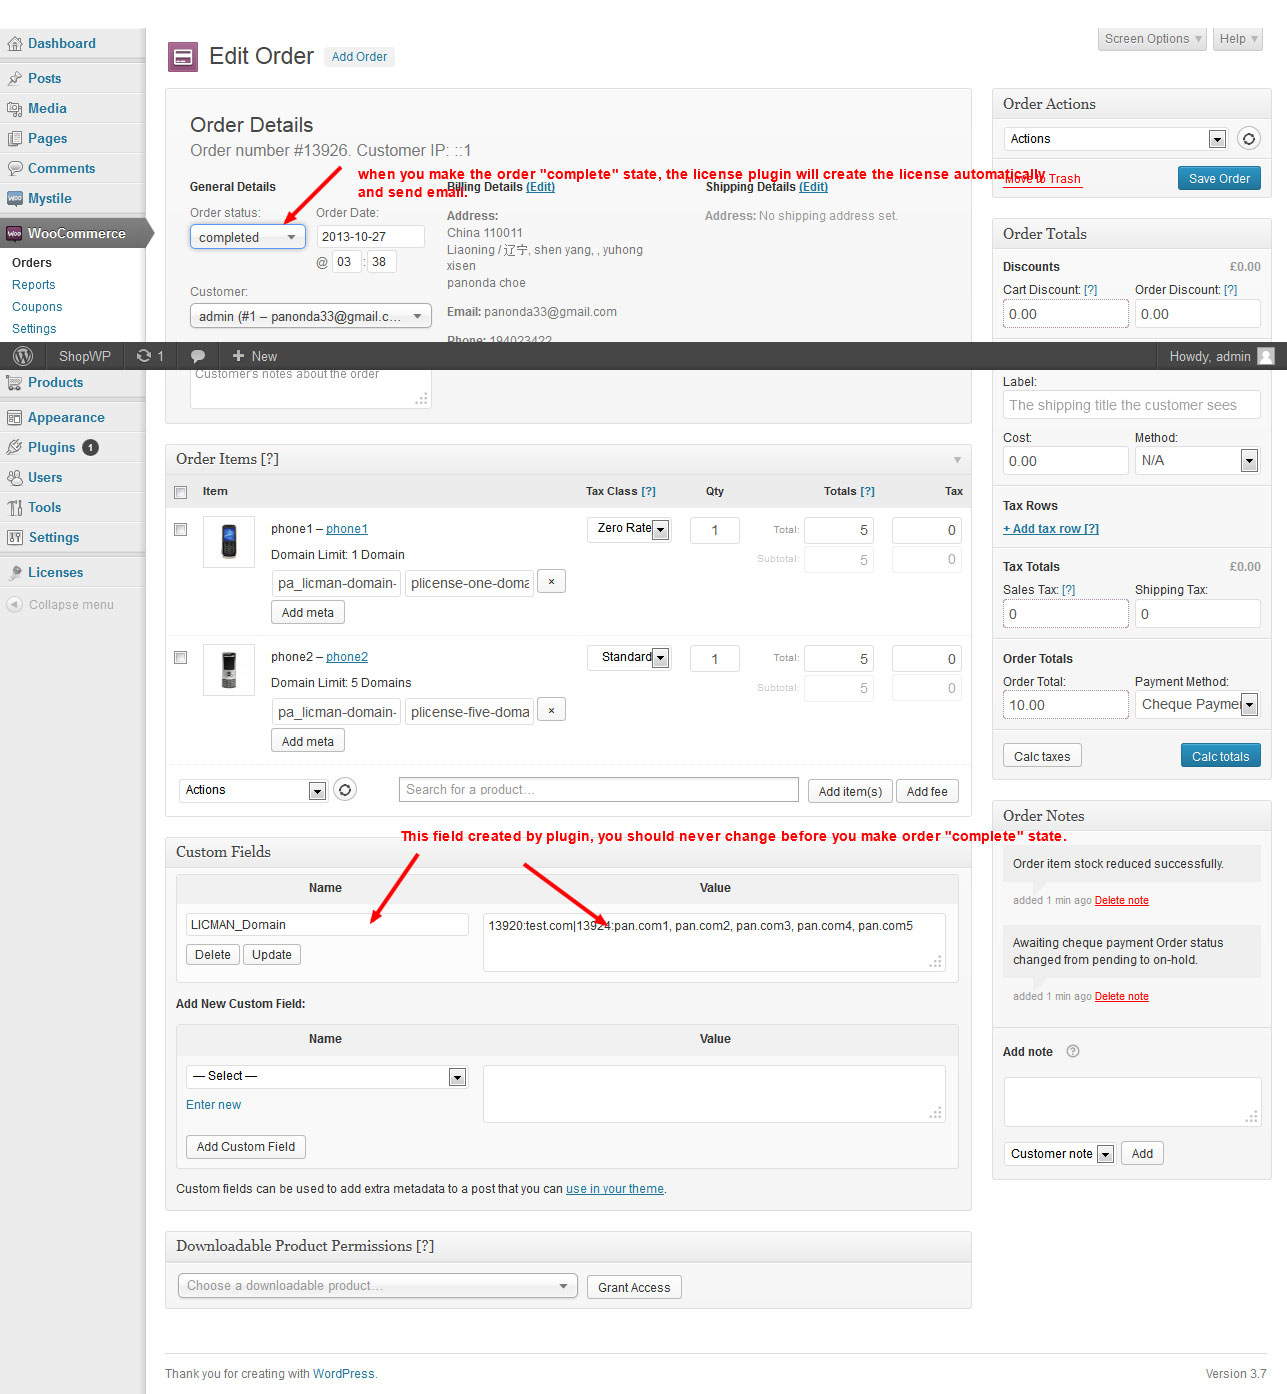 Screen Options
Help
Dashboard
Posts
Media
Pages
Comments
Mystile
WooCommerce
Orders
Reports
Coupons
Settings
Edit Order Add Order
Order Details
Order number #13926. Customer IP: ::1
when you make the order "complete" state, the license plugin will create the license automatically
and send email.
General Details
Order status:
completed
Order Date:
2013-10-27
@ 03 : 38
Customer:
admin (#1 – panonda33@gmail.c...
Billing Details (Edit)
Address:
China 110011
Liaoning / 辽宁, shen yang, , yuhong
xisen
panonda choe
Email: panonda33@gmail.com
Phone: 194023422
Shipping Details (Edit)
Address: No shipping address set.
Order Actions
Actions
Move to Trash
Save Order
Order Totals
Discounts £0.00
Cart Discount: [?] Order Discount: [?]
0.00 0.00
ShopWP 1 New Howdy, admin
Products
Appearance
Plugins 1
Users
Tools
Settings
Licenses
Collapse menu
Customer's notes about the order
Label:
The shipping title the customer sees
Cost: Method:
0.00 N/A
Tax Rows
+ Add tax row [?]
Tax Totals £0.00
Sales Tax: [?] Shipping Tax:
0 0
Order Totals
Order Total: Payment Method:
10.00 Cheque Paymer
Calc taxes Calc totals
Order Items [?]
Item Tax Class [?] Qty Totals [?] Tax
phone1 – phone1 Zero Rate 1 Total: 5 0
Domain Limit: 1 Domain Subtotal: 5 0
pa_licman-domain- plicense-one-doma ×
Add meta
phone2 – phone2 Standard 1 Total: 5 0
Domain Limit: 5 Domains Subtotal: 5 0
pa_licman-domain- plicense-five-doma ×
Add meta
Actions Search for a product... Add item(s) Add fee
This field created by plugin, you should never change before you make order "complete" state.
Custom Fields
Name Value
LICMAN_Domain 13920:test.com|13924:pan.com1, pan.com2, pan.com3, pan.com4, pan.com5
Delete Update
Add New Custom Field:
Name Value
— Select —
Enter new
Add Custom Field
Custom fields can be used to add extra metadata to a post that you can use in your theme.
Order Notes
Order item stock reduced successfully.
added 1 min ago Delete note
Awaiting cheque payment Order status
changed from pending to on-hold.
added 1 min ago Delete note
Add note ?
Customer note Add
Downloadable Product Permissions [?]
Choose a downloadable product... Grant Access
Thank you for creating with WordPress. Version 3.7